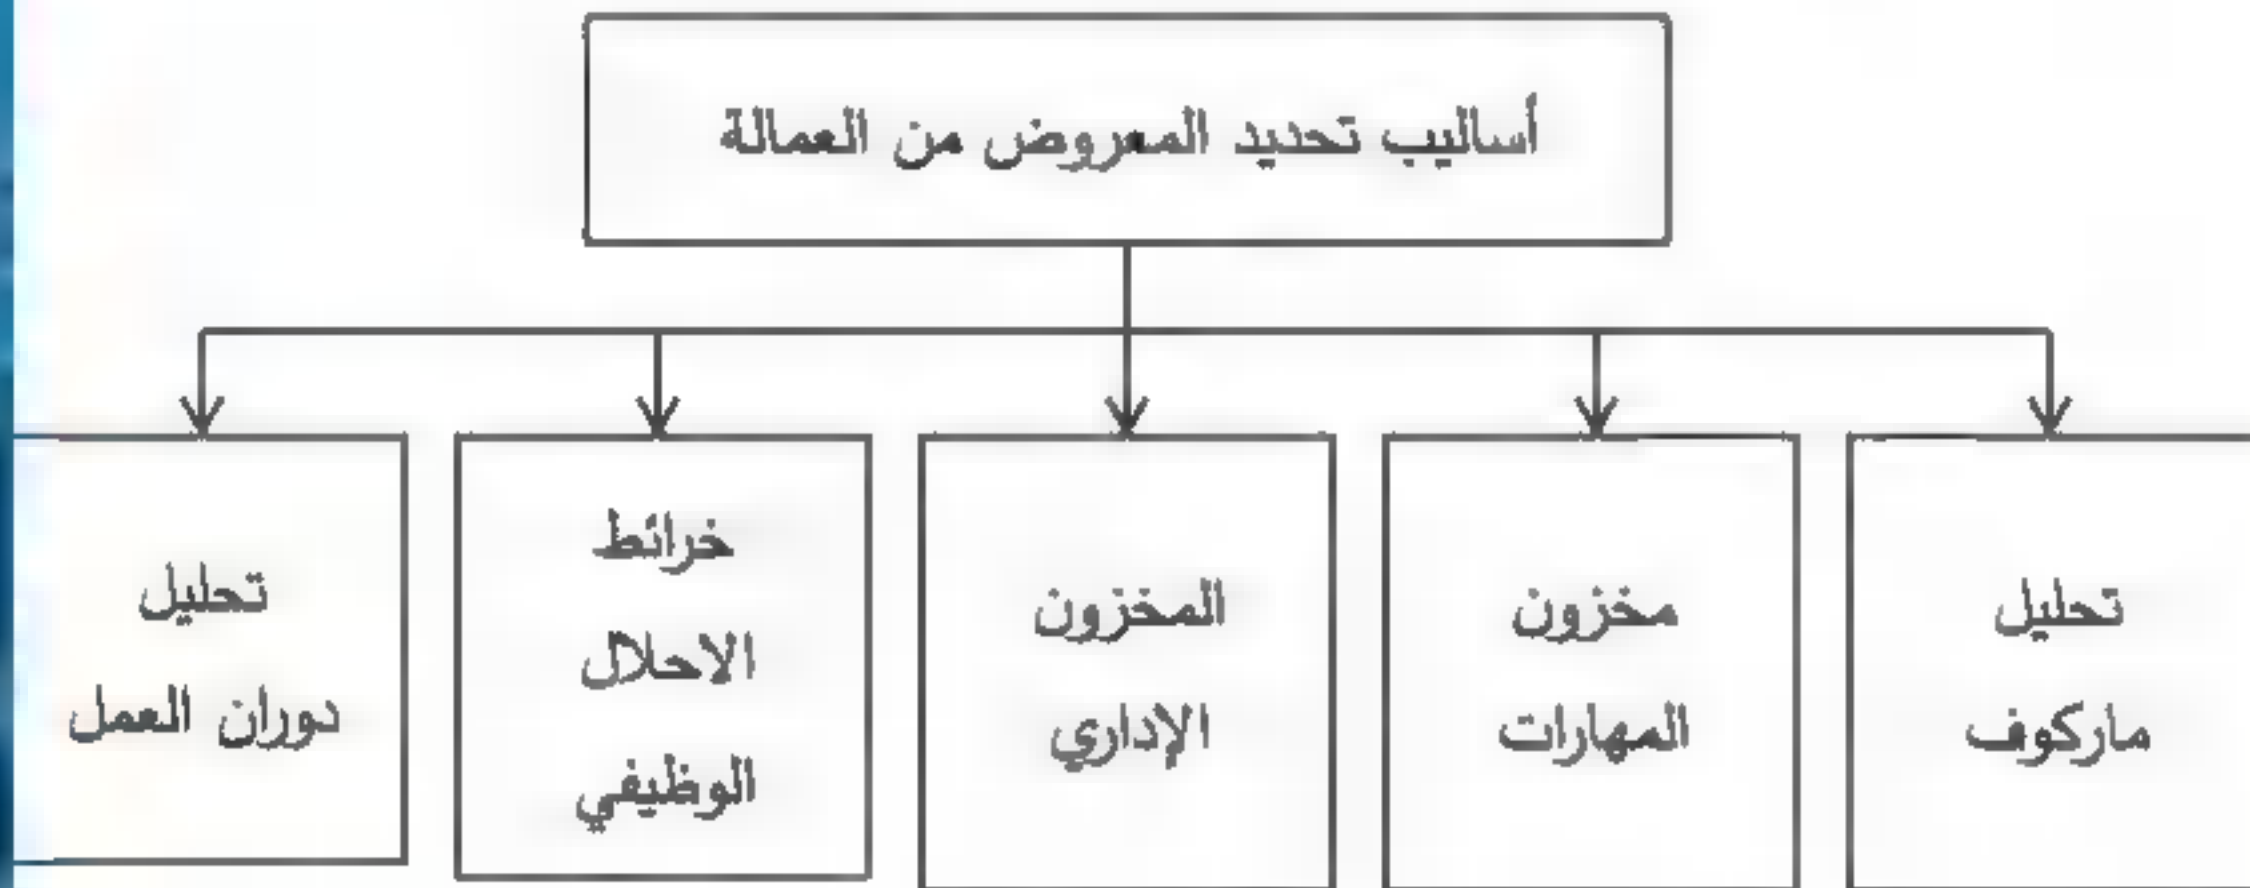 أساليب تحديد المعروض من العمالة
تحليل
ماركوف
مخزون
المهارات
المخزون
الإداري
خرائط
الاحلال
الوظيفي
تحليل
دوران العمل